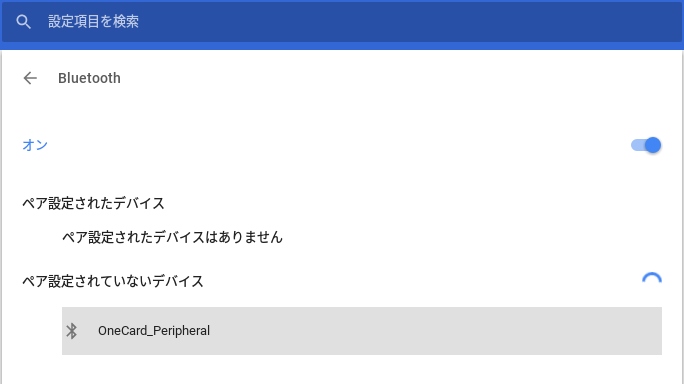 設定項目を検索
Bluetooth
オン
ペア設定されたデバイス
ペア設定されたデバイスはありません
ペア設定されていないデバイス
OneCard_Peripheral